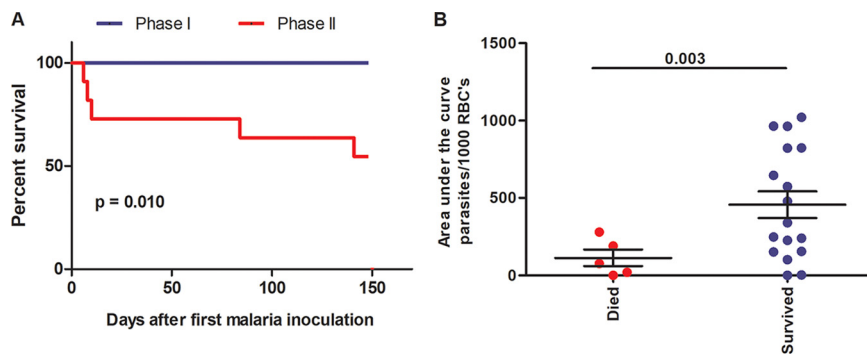 A
Phase I
Phase II
100
50
0
Percent survival
p = 0.010
0
50
100
150
Days after first malaria inoculation
B
1500
1000
500
0
Area under the curve
parasites/1000 RBC's
0.003
Died
Survived